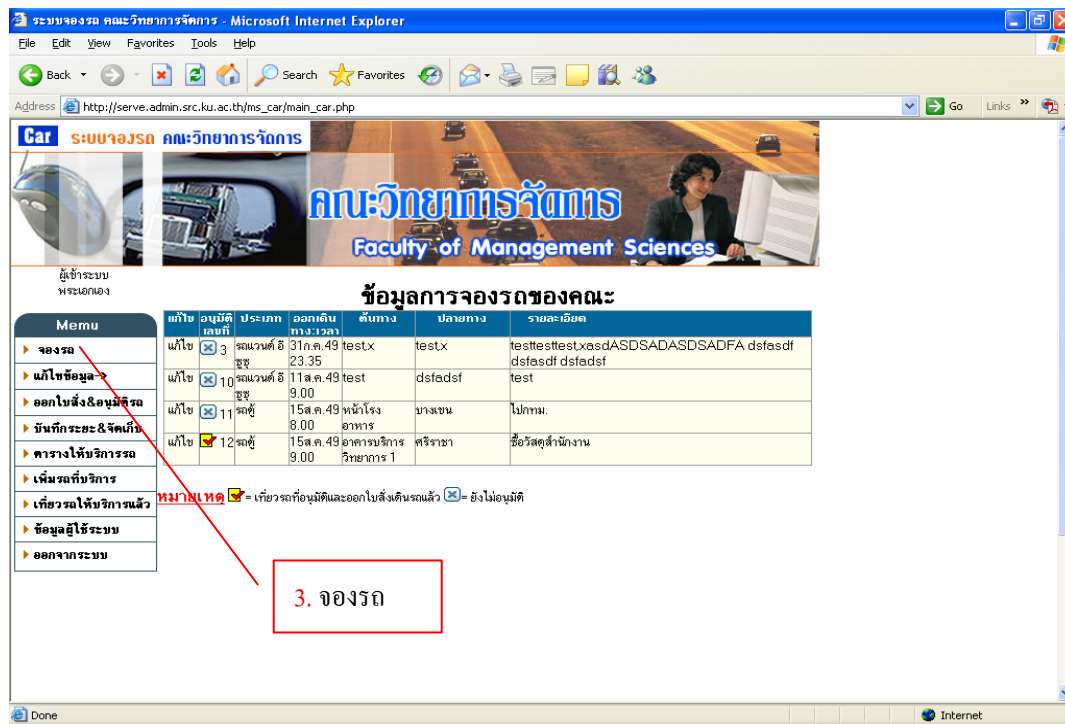 ระบบจองรถ คณะวิทยาการจัดการ - Microsoft Internet Explorer
File Edit View Favorites Tools Help
Back Search Favorites
Address http://serve.admin.src.ku.ac.th/ms_car/main_car.php Go Links
Car ระบบจองรถ คณะวิทยาการจัดการ
คณะวิทยาการจัดการ
Faculty of Management Sciences
ผู้เข้าระบบ
พระเอกเอง
ข้อมูลการจองรถของคณะ
Memu
จองรถ
แก้ไขข้อมูล->
ออกใบสั่ง&อนุมัติรถ
บันทึกระยะ&จัดเก็บ
ตารางให้บริการรถ
เพิ่มรถที่บริการ
เที่ยวรถให้บริการแล้ว
ข้อมูลผู้ใช้ระบบ
ออกจากระบบ
แก้ไข อนุมัติ ประเภท ออกเดิน ต้นทาง ปลายทาง รายละเอียด
เลขที่ ทาง:เวลา
แก้ไข 3 รถแวนต์ อี 31ก.ค.49 test,x test,x testtesttest,xasdASDSADASDSADFA dsfasdf
ซูซุ 23.35 dsfasdf dsfadsf
แก้ไข 10 รถแวนต์ อี 11ส.ค.49 test dsfadsf test
ซูซุ 9.00
แก้ไข 11 รถตู้ 15ส.ค.49 หน้าโรง บางเขน ไปกทม.
8.00 อาหาร
แก้ไข 12 รถตู้ 15ส.ค.49 อาคารบริการ ศรีราชา ซื้อวัสดุสำนักงาน
9.00 วิทยาการ 1
หมายเหตุ = เที่ยวรถที่อนุมัติและออกใบสั่งเดินรถแล้ว = ยังไม่อนุมัติ
3. จองรถ
Done Internet